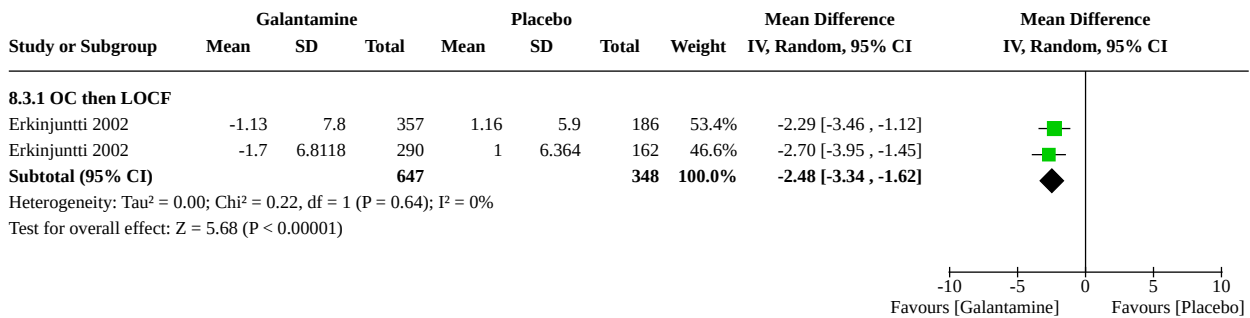 Galantamine Placebo Mean Difference Mean Difference
Study or Subgroup Mean SD Total Mean SD Total Weight IV, Random, 95% CI IV, Random, 95% CI
8.3.1 OC then LOCF
Erkinjuntti 2002 -1.13 7.8 357 1.16 5.9 186 53.4% -2.29 [-3.46 , -1.12]
Erkinjuntti 2002 -1.7 6.8118 290 1 6.364 162 46.6% -2.70 [-3.95 , -1.45]
Subtotal (95% CI) 647 348 100.0% -2.48 [-3.34 , -1.62]
Heterogeneity: Tau² = 0.00; Chi² = 0.22, df = 1 (P = 0.64); I² = 0%
Test for overall effect: Z = 5.68 (P < 0.00001)
-10 -5 0 5 10
Favours [Galantamine] Favours [Placebo]